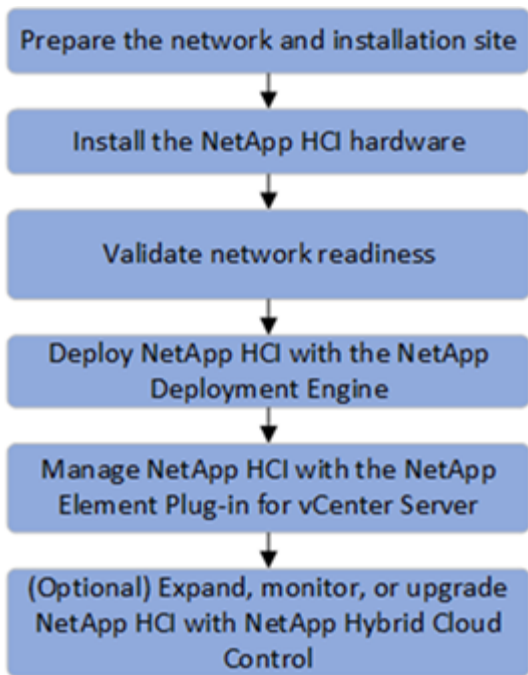 Prepare the network and installation site
Install the NetApp HCI hardware
Validate network readiness
Deploy NetApp HCI with the NetApp
Deployment Engine
Manage NetApp HCI with the NetApp
Element Plug-in for vCenter Server
(Optional) Expand, monitor, or upgrade
NetApp HCI with NetApp Hybrid Cloud
Control